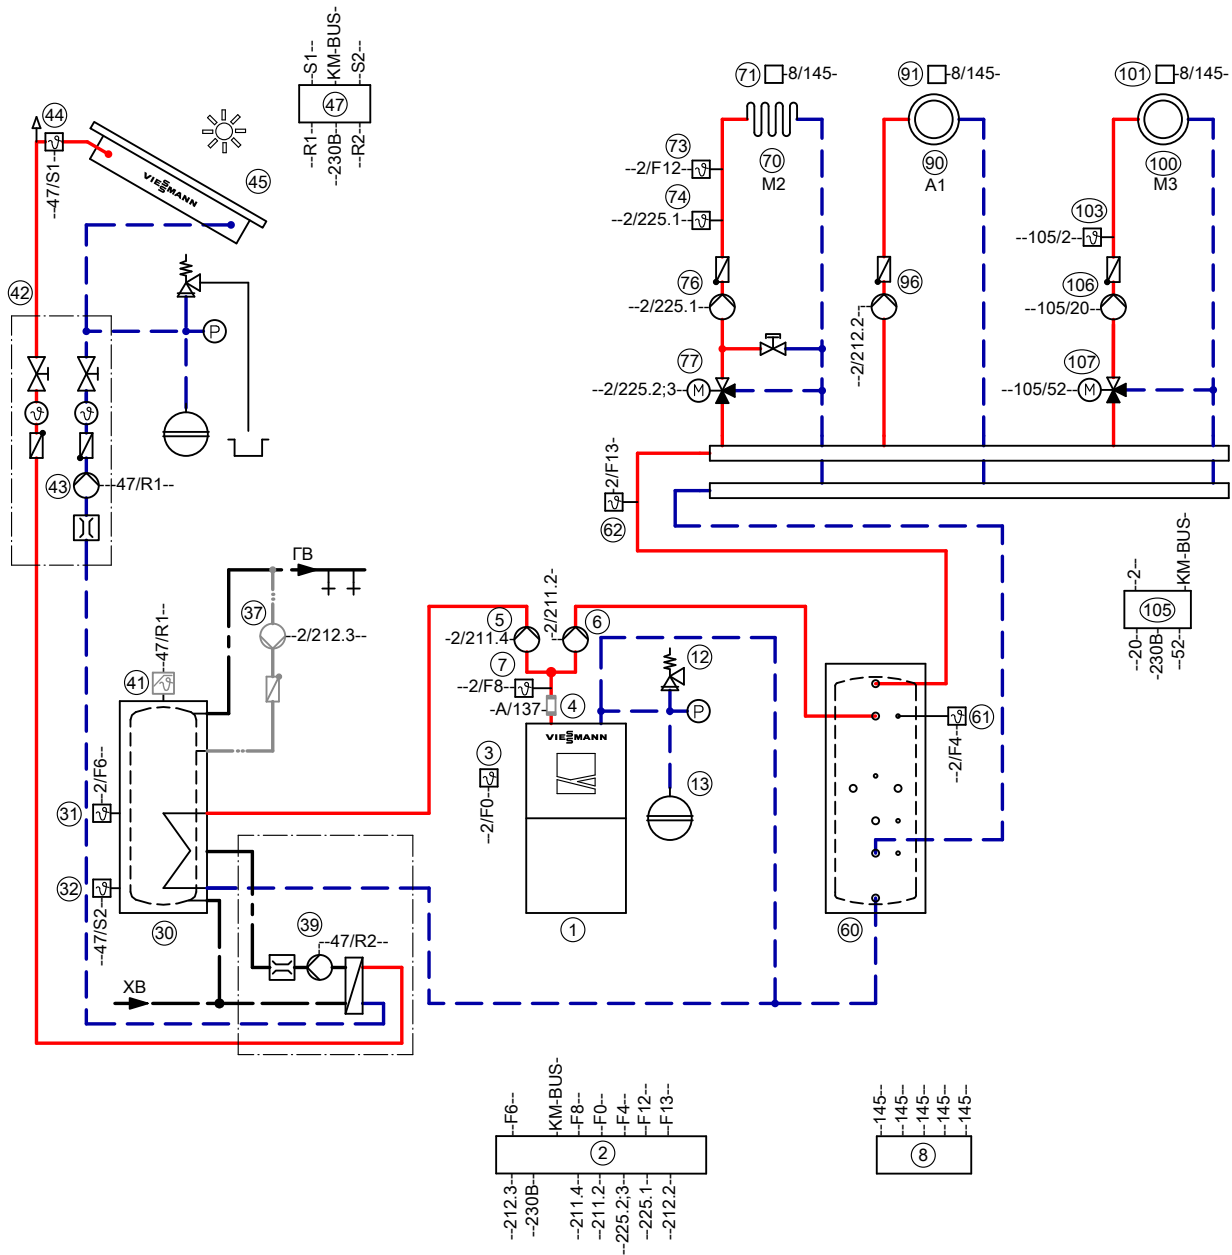 44
--47/S1--
42
VIESSMANN
45
--S1--
KM-BUS-
--S2--
47
--R1--
--230B--
--R2--
P
43
--47/R1--
71
-8/145-
91
-8/145-
101
-8/145-
73
--2/F12--
70
M2
90
A1
100
M3
74
--2/225.1--
103
--105/2--
76
--2/225.1--
96
--2/212.2--
106
--105/20--
77
--2/225.2;3--
M
107
--105/52--
M
--2/F13-
62
ГВ
37
--2/212.3--
--47/R1--
41
5
-2/211.4-
--2/211.2-
6
7
--2/F8--
-A/137-
4
12
P
VIESSMANN
3
--2/F0--
13
1
61
--2/F4--
60
--2--
KM-BUS-
105
--20--
-230B--
--52--
--2/F6--
31
32
--47/S2--
30
39
--47/R2--
ХВ
--F6--
KM-BUS-
--F8--
--F0--
--F4--
--F12--
--F13--
2
--212.3--
--230B--
--211.4--
--211.2--
--225.2;3--
--225.1--
--212.2--
--145--
--145--
--145--
--145--
--145--
8